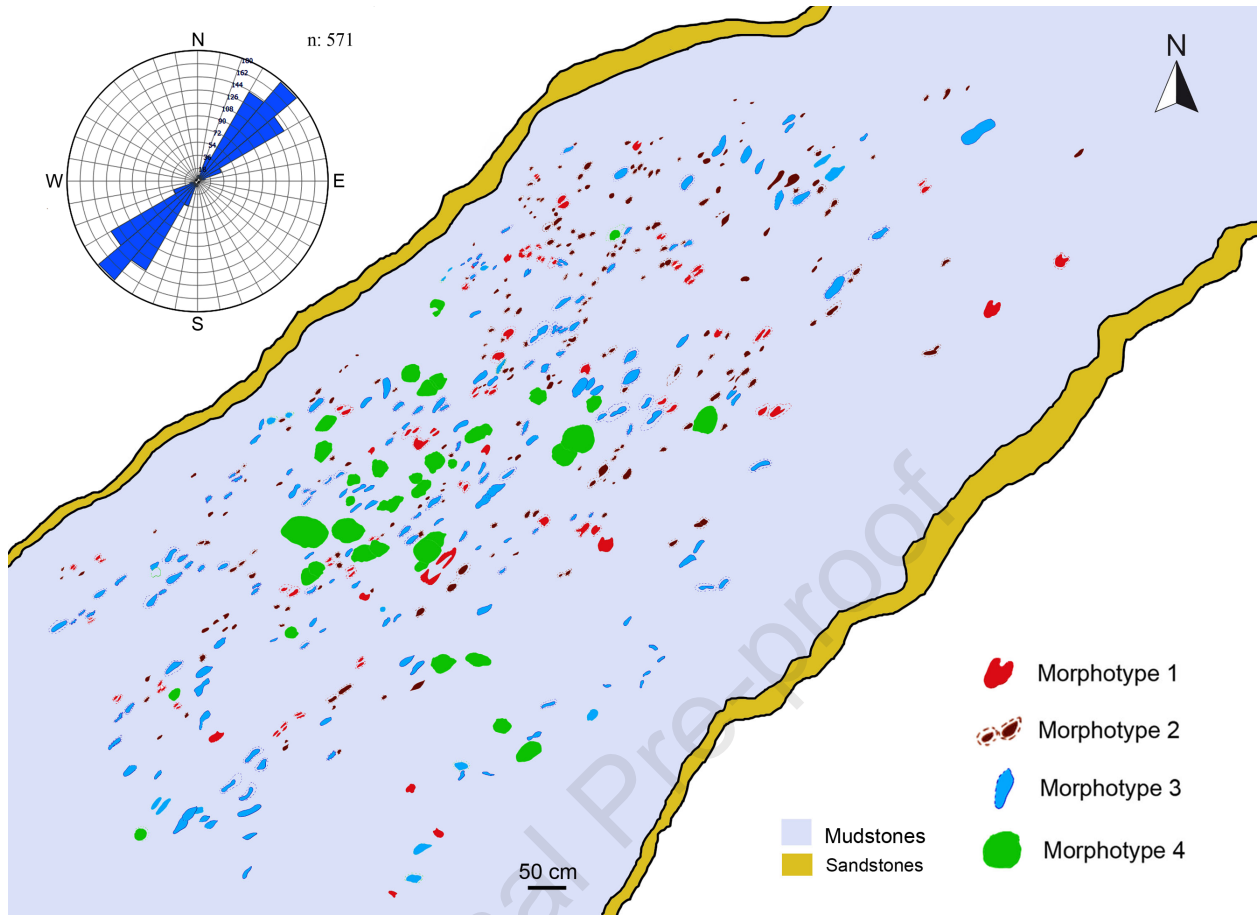 N
n: 571
180
162
144
126
108
90
72
54
36
18
W
E
S
N
Morphotype 1
Morphotype 2
Morphotype 3
Morphotype 4
Mudstones
Sandstones
50 cm
al Pre-proof